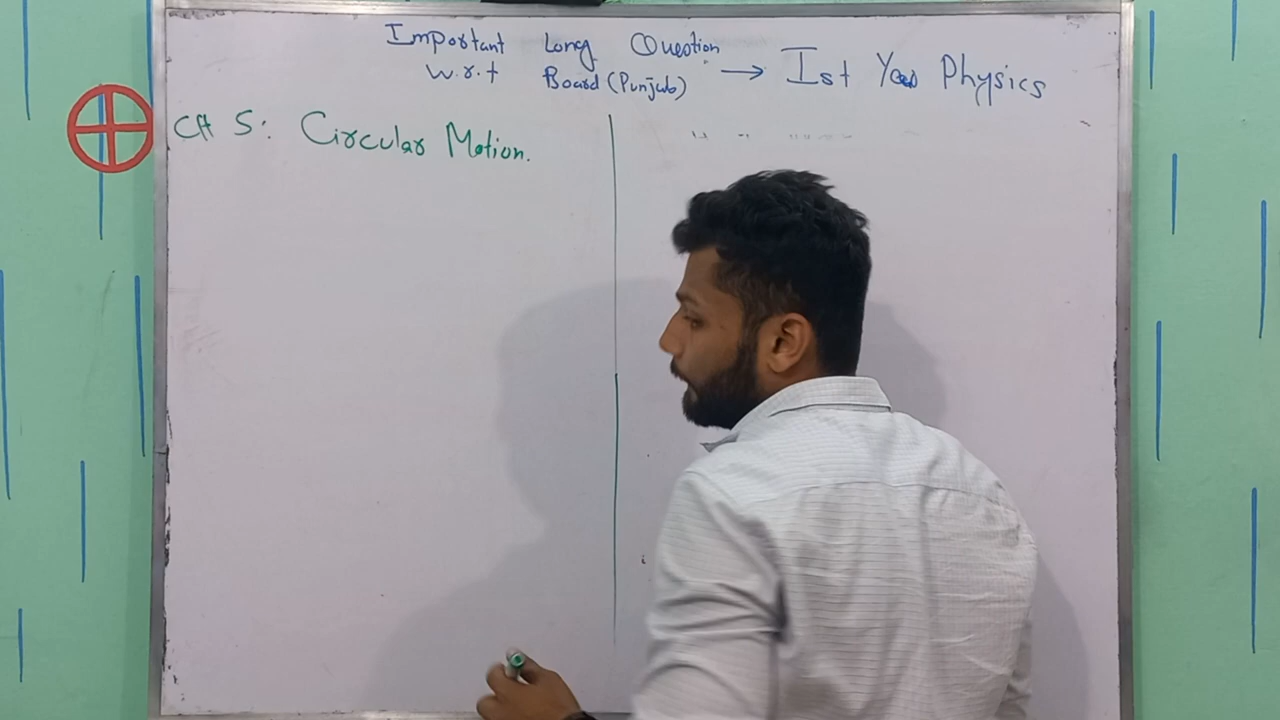 Important Long Question
w.r.t Board (Punjab) → Ist Year Physics
CH 5: Circular Motion.